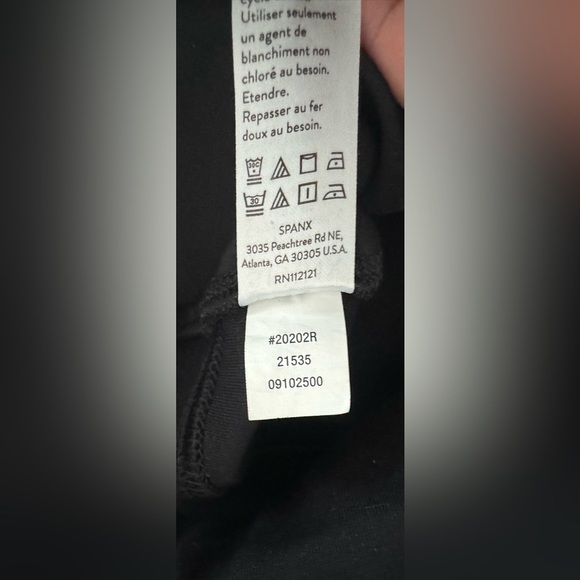 Utiliser seulement
un agent de
blanchiment non
chloré au besoin.
Etendre.
Repasser au fer
doux au besoin.
30C
30
SPANX
3035 Peachtree Rd NE,
Atlanta, GA 30305 U.S.A.
RN112121
#20202R
21535
09102500